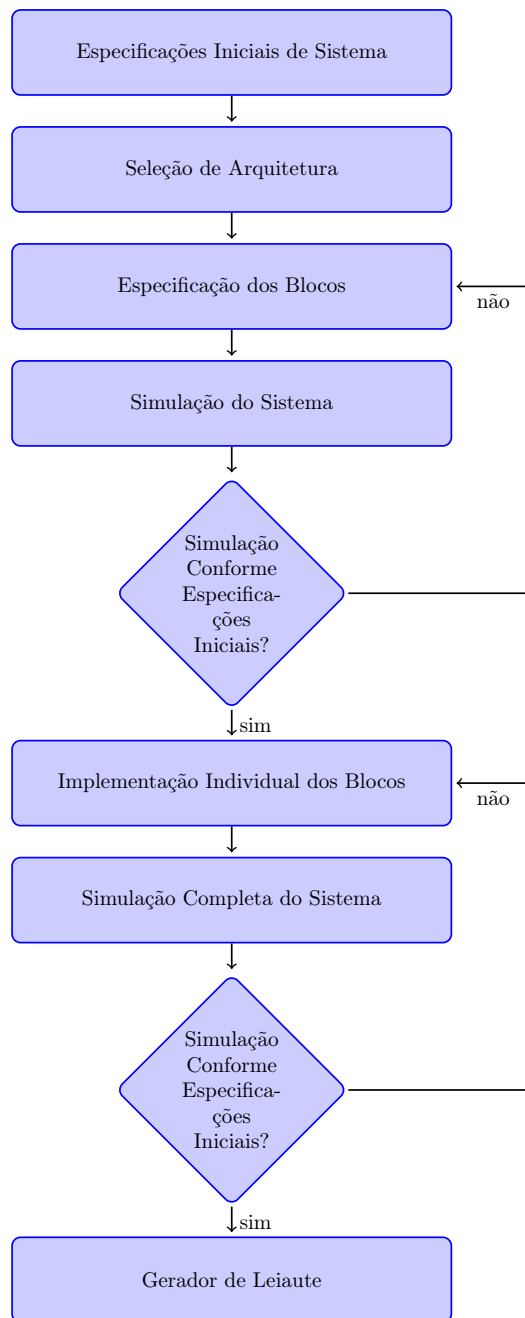 Especificações Iniciais de Sistema
Seleção de Arquitetura
Especificação dos Blocos
não
Simulação do Sistema
Simulação
Conforme
Especifica-
ções
Iniciais?
sim
Implementação Individual dos Blocos
não
Simulação Completa do Sistema
Simulação
Conforme
Especifica-
ções
Iniciais?
sim
Gerador de Leiaute